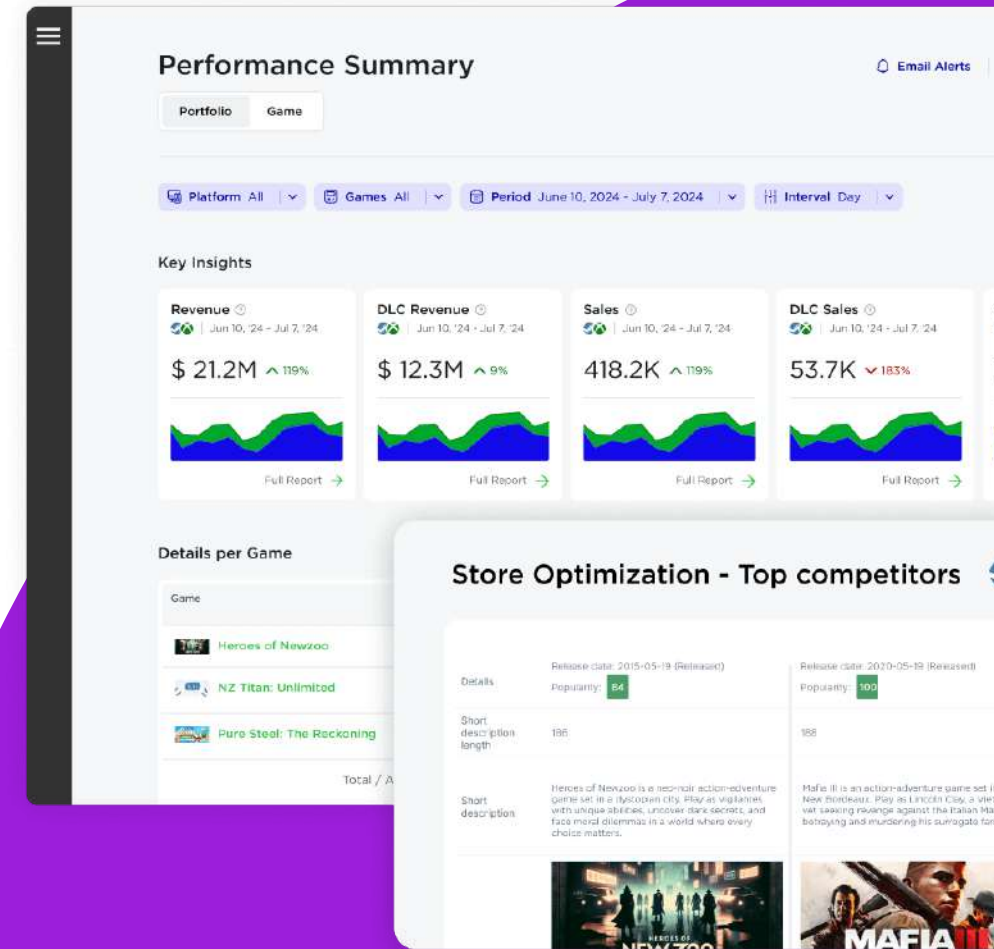 Performance Summary
Email Alerts
Portfolio Game
Platform All Games All Period June 10, 2024 - July 7, 2024 Interval Day
Key Insights
Revenue DLC Revenue Sales DLC Sales
Jun 10, '24 - Jul 7, '24 Jun 10, '24 - Jul 7, '24 Jun 10, '24 - Jul 7, '24 Jun 10, '24 - Jul 7, '24
$ 21.2M 119% $ 12.3M 9% 418.2K 119% 53.7K 183%
Full Report Full Report Full Report Full Report
Details per Game
Game
Heroes of Newzoo
NZ Titan: Unlimited
Pure Steel: The Reckoning
Total / A
Store Optimization - Top competitors
Release date: 2015-05-19 (Released) Release date: 2020-05-19 (Released)
Details Popularity: 84 Popularity: 100
Short
description
length
186 188
Short
description
Heroes of Newzoo is a neo-noir action-adventure
game set in a dystopian city. Play as vigilantes
with unique abilities, uncover dark secrets, and
face moral dilemmas in a world where every
choice matters.
Mafia III is an action-adventure game set i
New Bordeaux. Play as Lincoln Clay, a viet
vet seeking revenge against the Italian Ma
betraying and murdering his surrogate fam
HEROES OF
NEW ZOO
MAFIA III